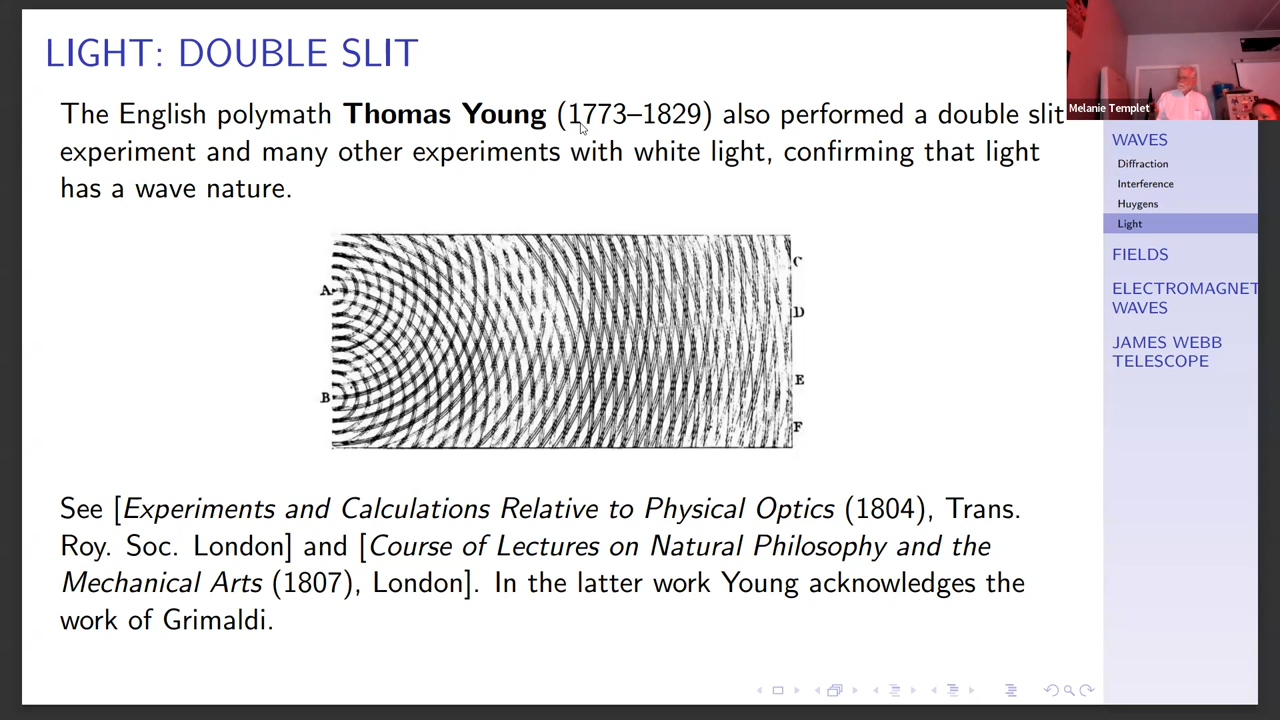 LIGHT: DOUBLE SLIT
The English polymath Thomas Young (1773–1829) also performed a double slit
experiment and many other experiments with white light, confirming that light
has a wave nature.
A
B
C
D
E
F
See [Experiments and Calculations Relative to Physical Optics (1804), Trans.
Roy. Soc. London] and [Course of Lectures on Natural Philosophy and the
Mechanical Arts (1807), London]. In the latter work Young acknowledges the
work of Grimaldi.
Melanie Templet
WAVES
Diffraction
Interference
Huygens
Light
FIELDS
ELECTROMAGNET
WAVES
JAMES WEBB
TELESCOPE